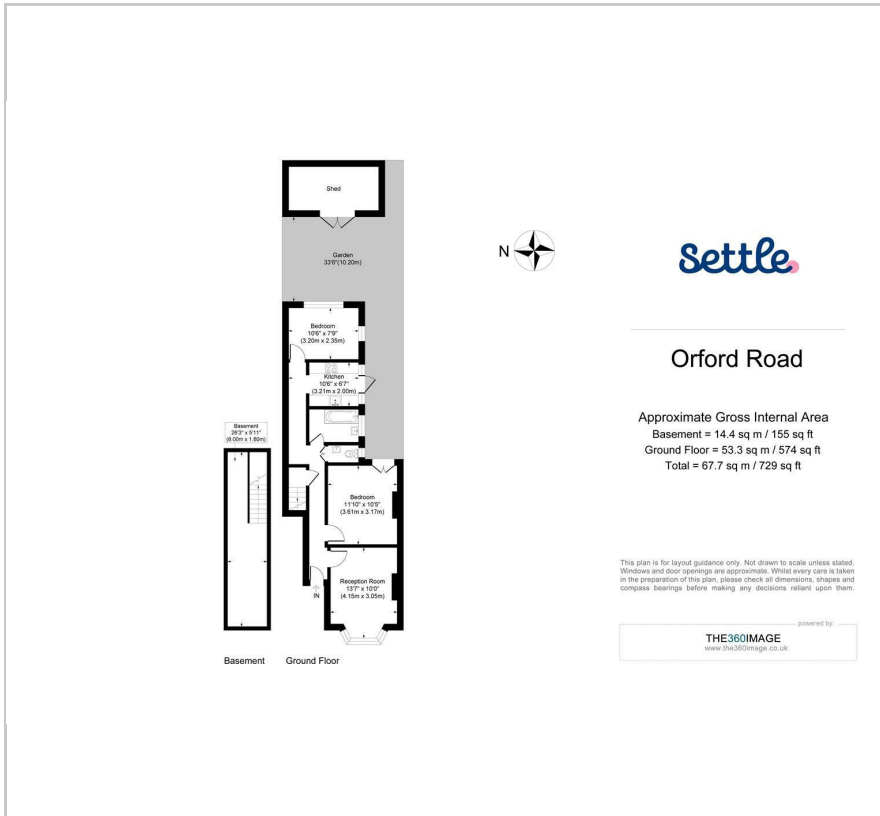 Shed
Garden
33'6"(10.20m)
Bedroom
10'6" x 7'9"
(3.20m x 2.35m)
Kitchen
10'6" x 6'7"
(3.21m x 2.00m)
Basement
26'3" x 5'11"
(8.00m x 1.80m)
Bedroom
11'10" x 10'5"
(3.61m x 3.17m)
Reception Room
13'7" x 10'0"
(4.15m x 3.05m)
IN
Basement
Ground Floor
N
Settle.
Orford Road
Approximate Gross Internal Area
Basement = 14.4 sq m / 155 sq ft
Ground Floor = 53.3 sq m / 574 sq ft
Total = 67.7 sq m / 729 sq ft
This plan is for layout guidance only. Not drawn to scale unless stated.
Windows and door openings are approximate. Whilst every care is taken
in the preparation of this plan, please check all dimensions, shapes and
compass bearings before making any decisions reliant upon them.
powered by:
THE360IMAGE
www.the360image.co.uk